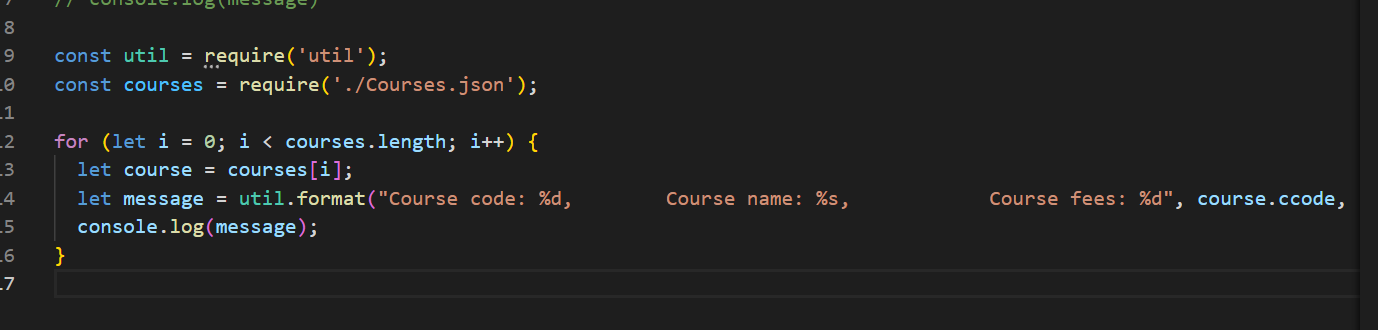 7 // console.log(message)
8
9 const util = require('util');
10 const courses = require('./Courses.json');
11
12 for (let i = 0; i < courses.length; i++) {
13 let course = courses[i];
14 let message = util.format("Course code: %d,        Course name: %s,            Course fees: %d", course.ccode,
15 console.log(message);
16 }
17